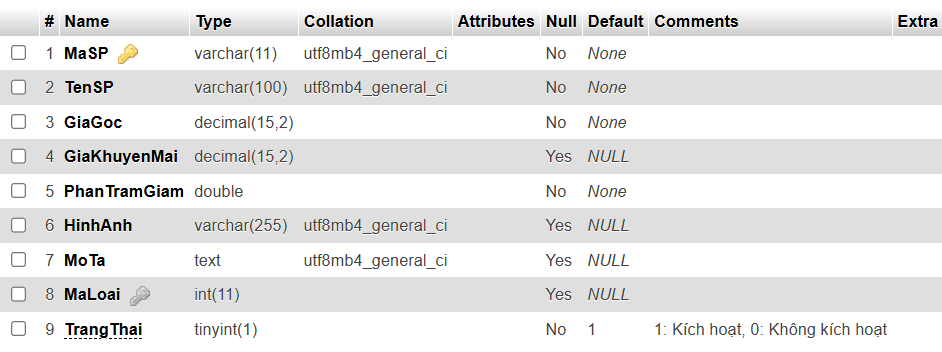 # Name Type Collation Attributes Null Default Comments Extra
1 MaSP varchar(11) utf8mb4_general_ci No None
2 TenSP varchar(100) utf8mb4_general_ci No None
3 GiaGoc decimal(15,2) No None
4 GiaKhuyenMai decimal(15,2) Yes NULL
5 PhanTramGiam double No None
6 HinhAnh varchar(255) utf8mb4_general_ci Yes NULL
7 MoTa text utf8mb4_general_ci Yes NULL
8 MaLoai int(11) Yes NULL
9 TrangThai tinyint(1) No 1 1: Kích hoạt, 0: Không kích hoạt